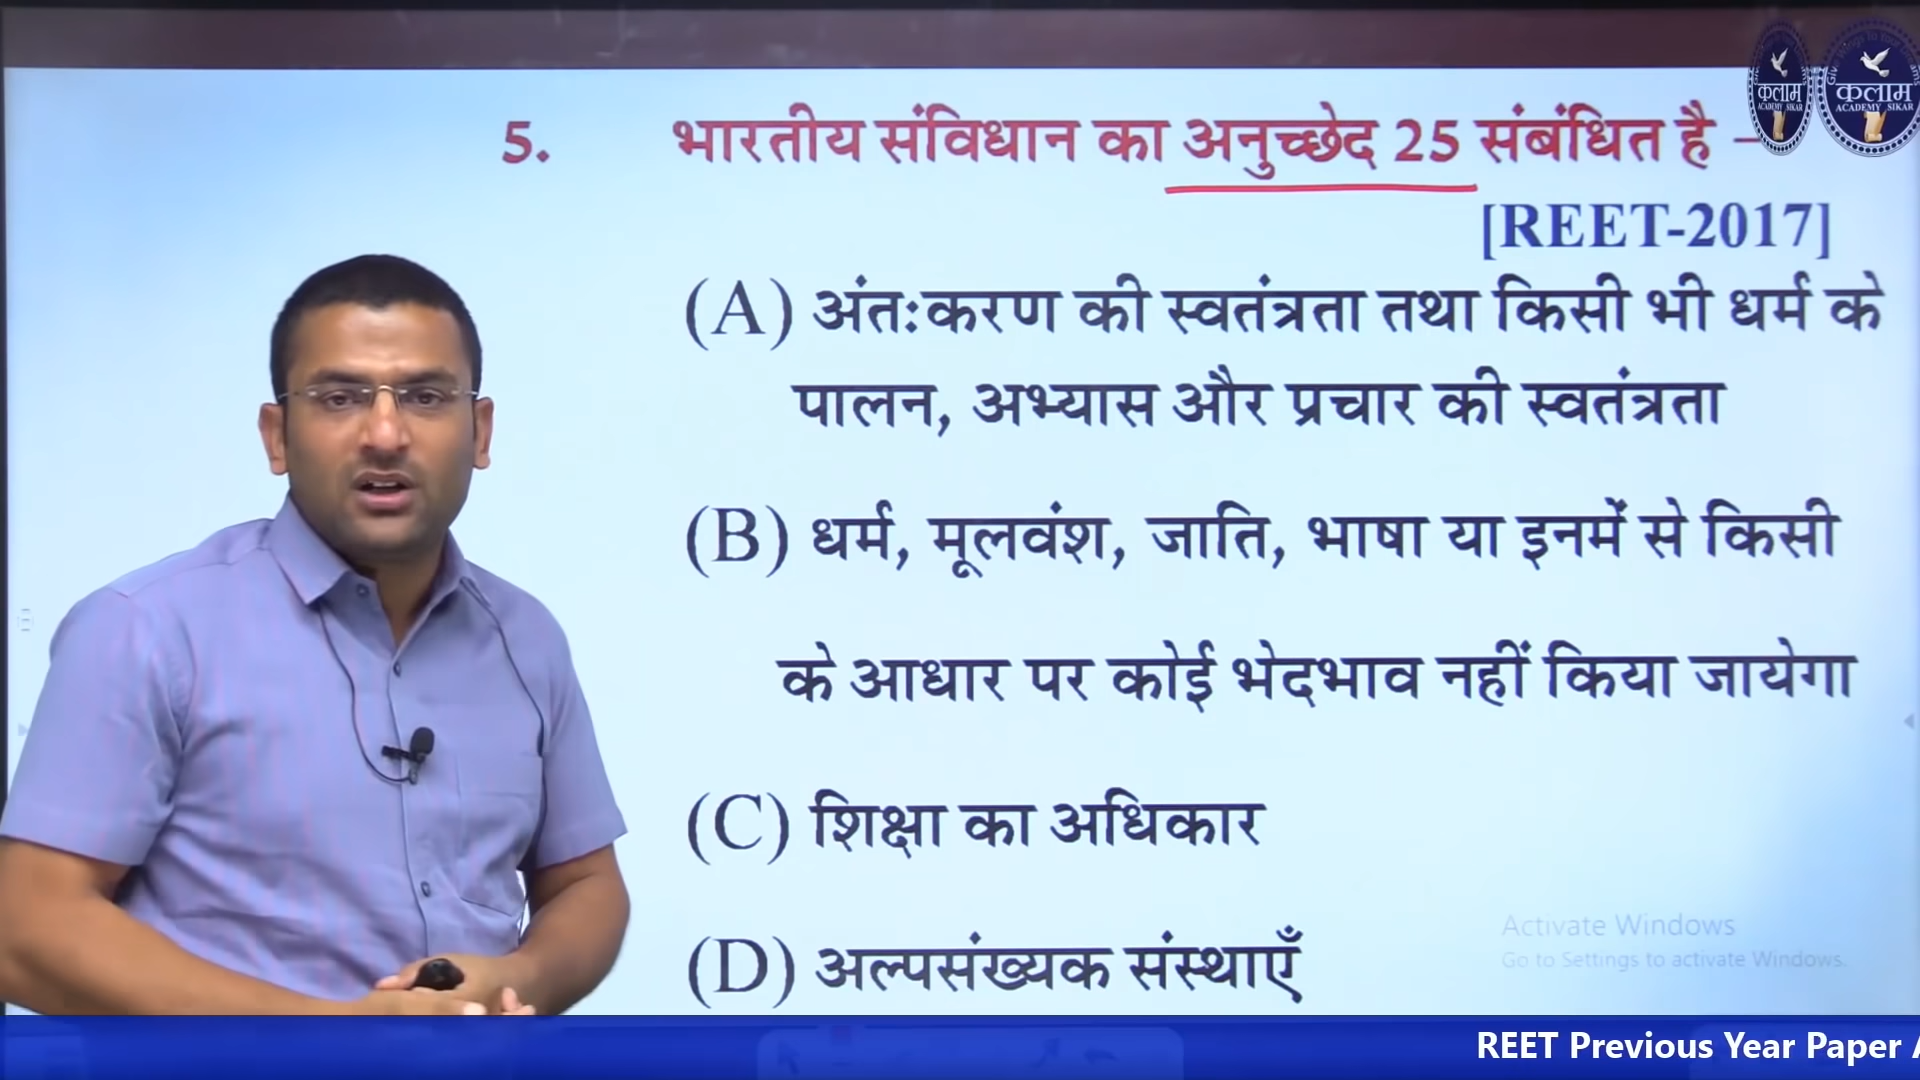 5. भारतीय संविधान का अनुच्छेद 25 संबंधित है –
[REET-2017]
(A) अंतःकरण की स्वतंत्रता तथा किसी भी धर्म के
पालन, अभ्यास और प्रचार की स्वतंत्रता
(B) धर्म, मूलवंश, जाति, भाषा या इनमें से किसी
के आधार पर कोई भेदभाव नहीं किया जायेगा
(C) शिक्षा का अधिकार
(D) अल्पसंख्यक संस्थाएँ
कलाम
ACADEMY SIKAR
कलाम
ACADEMY SIKAR
Activate Windows
Go to Settings to activate Windows.
REET Previous Year Paper